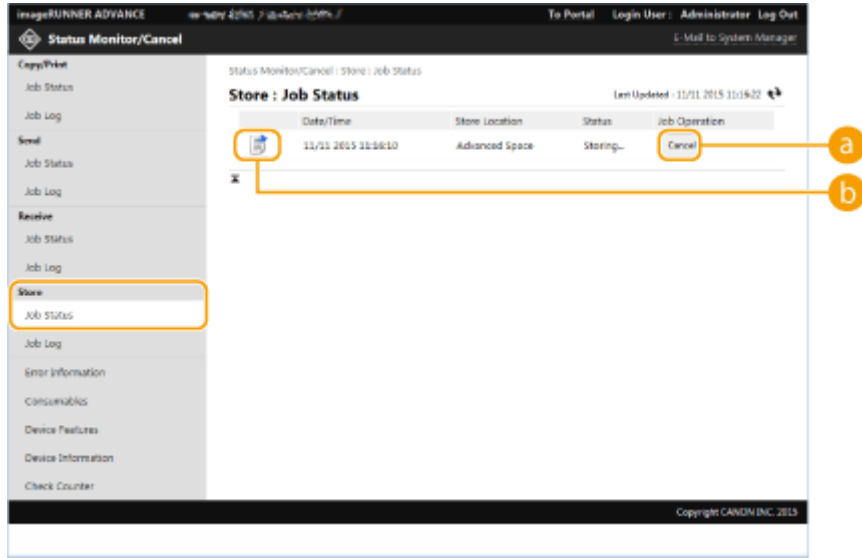 imageRUNNER ADVANCE
To Portal Login User : Administrator Log Out
Status Monitor/Cancel
E-Mail to System Manager
Copy/Print
Job Status
Job Log
Send
Job Status
Job Log
Receive
Job Status
Job Log
Store
Job Status
Job Log
Error Information
Consumables
Device Features
Device Information
Check Counter
Status Monitor/Cancel : Store : Job Status
Store : Job Status
Last Updated : 11/11 2015 11:16:22
Date/Time Store Location Status Job Operation
11/11 2015 11:16:10 Advanced Space Storing... Cancel
a
b
Copyright CANON INC. 2015